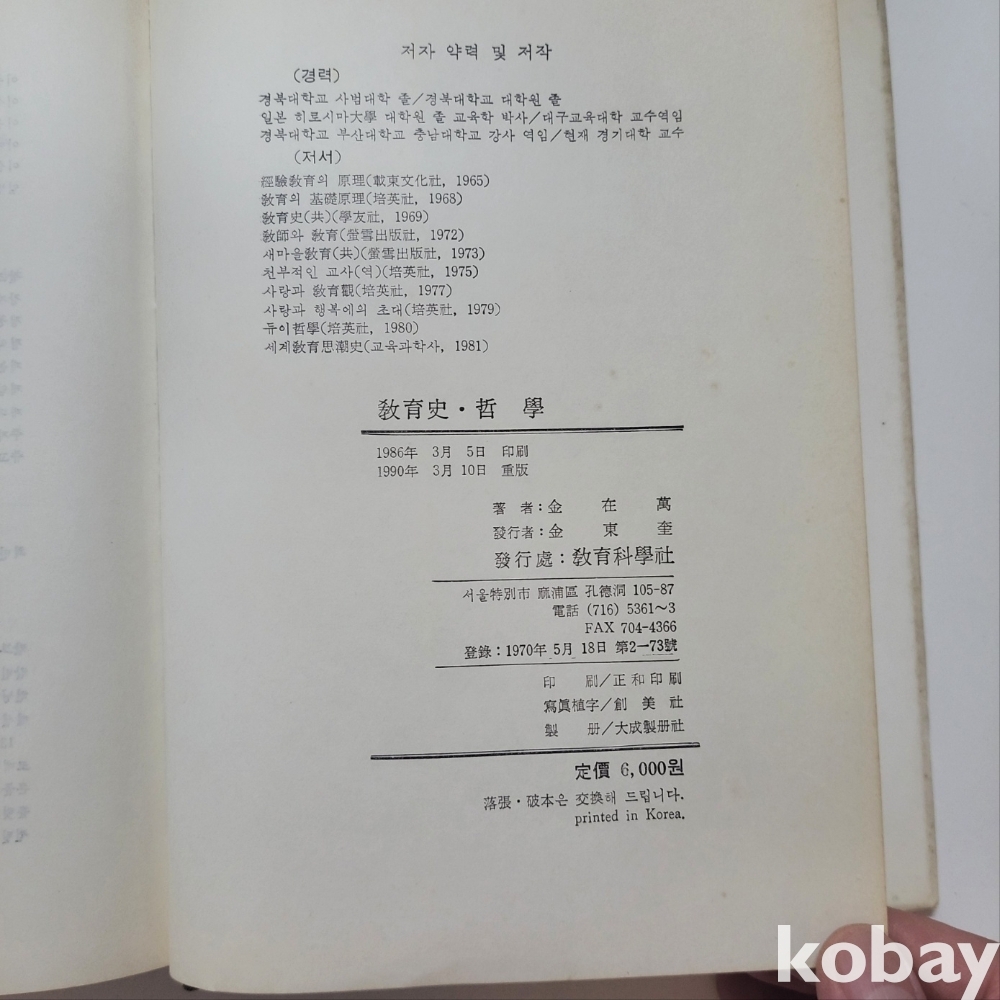 저자 약력 및 저작
(경력)
경북대학교 사범대학 졸/경북대학교 대학원 졸
일본 히로시마大學 대학원 졸 교육학 박사/대구교육대학 교수역임
경북대학교 부산대학교 충남대학교 강사 역임/현재 경기대학 교수
(저서)
經驗敎育의 原理(載東文化社, 1965)
敎育의 基礎原理(培英社, 1968)
敎育史(共)(學友社, 1969)
敎師와 敎育(螢雪出版社, 1972)
새마을敎育(共)(螢雪出版社, 1973)
천부적인 교사(역)(培英社, 1975)
사랑과 敎育觀(培英社, 1977)
사랑과 행복에의 초대(培英社, 1979)
듀이哲學(培英社, 1980)
세계敎育思潮史(교육과학사, 1981)
敎育史・哲 學
1986年 3月 5日 印刷
1990年 3月 10日 重版
著 者:金 在 萬
發行者:金 東 奎
發行處:敎育科學社
서울特別市 麻浦區 孔德洞 105-87
電話 (716) 5361~3
FAX 704-4366
登錄:1970年 5月 18日 第2-73號
印 刷/正和印刷
寫眞植字/創 美 社
製 册/大成製册社
定價 6,000원
落張・破本은 交換해 드립니다.
printed in Korea.
kobay